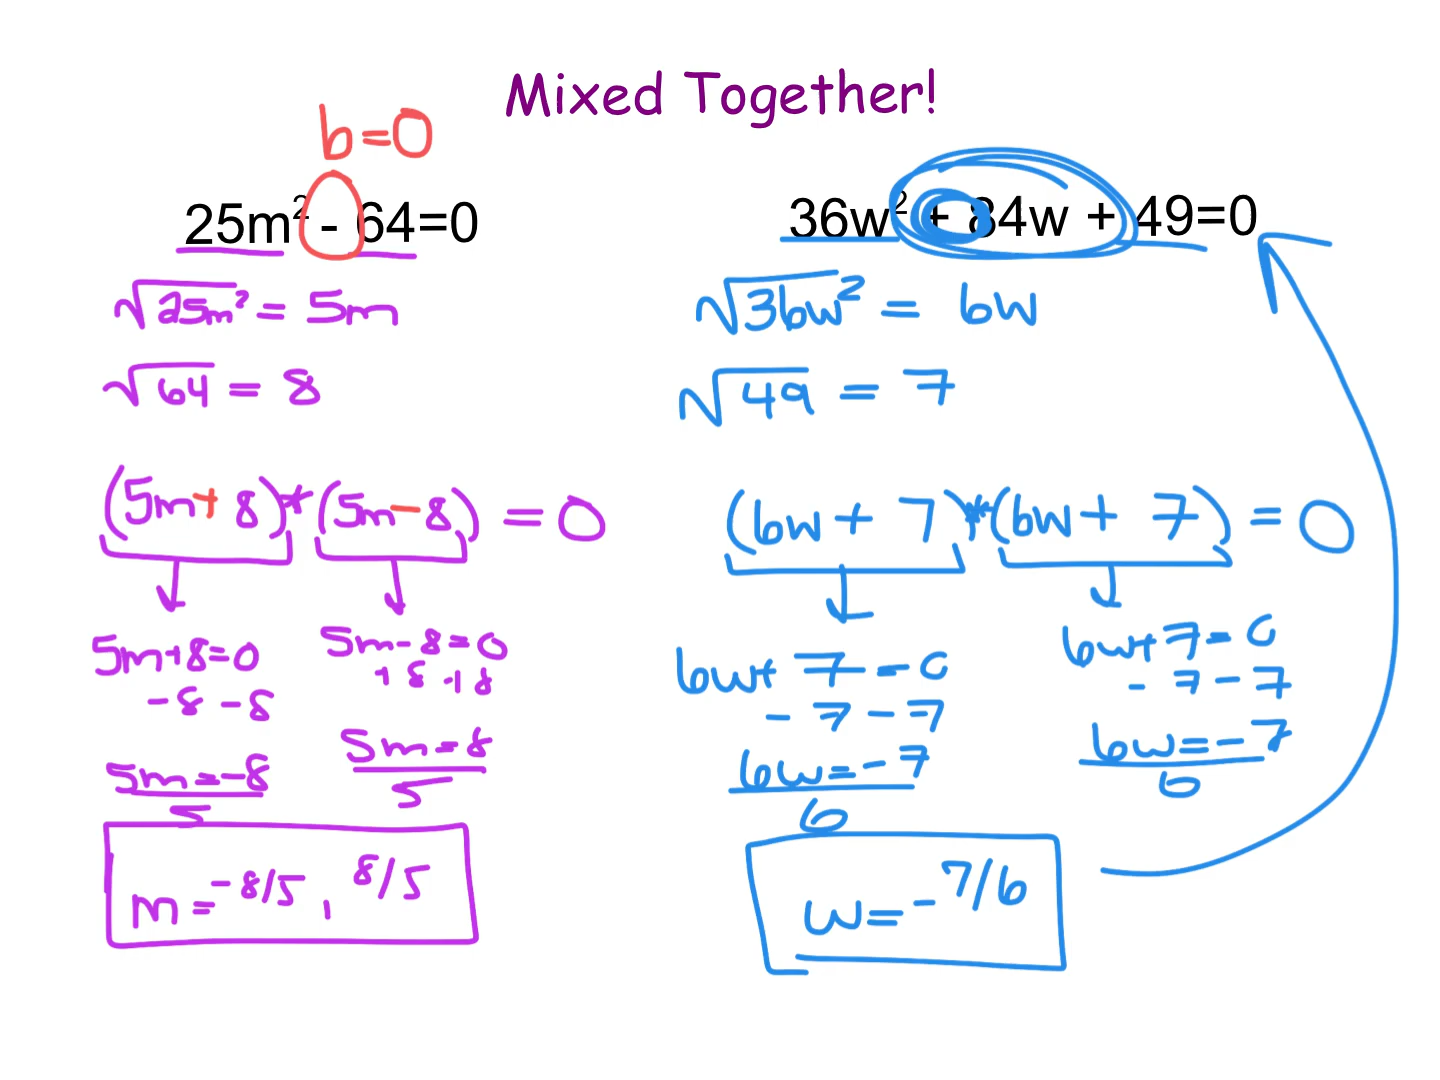 Mixed Together!
b=0
25m² - 64=0
√25m² = 5m
√64 = 8
(5m+8)*(5m-8) = 0
5m+8=0
-8 -8
5m=-8
5
5m-8=0
+8 +8
5m=8
5
m=-8/5, 8/5
36w² + 84w + 49=0
√36w² = 6w
√49 = 7
(6w+7)*(6w+7) = 0
6w+7=0
-7 -7
6w=-7
6
6w+7=0
-7 -7
6w=-7
6
w=-7/6